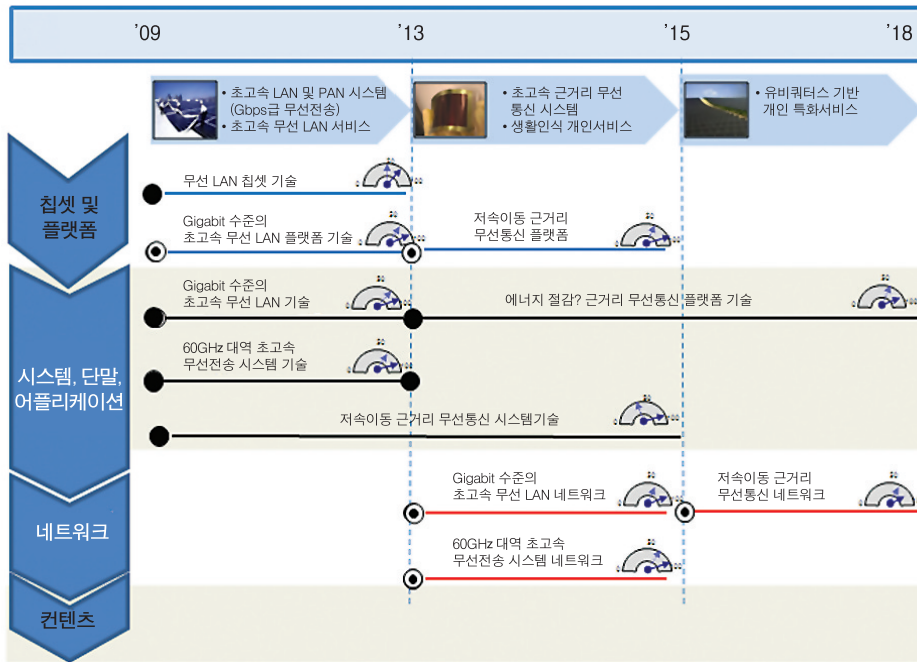 ’09
’13
’15
’18
• 초고속 LAN 및 PAN 시스템
(Gbps급 무선전송)
• 초고속 무선 LAN 서비스
• 초고속 근거리 무선
통신 시스템
• 생활인식 개인서비스
• 유비쿼터스 기반
개인 특화서비스
칩셋 및
플랫폼
무선 LAN 칩셋 기술
Gigabit 수준의
초고속 무선 LAN 플랫폼 기술
저속이동 근거리
무선통신 플랫폼
시스템, 단말,
어플리케이션
Gigabit 수준의
초고속 무선 LAN 기술
에너지 절감? 근거리 무선통신 플랫폼 기술
60GHz 대역 초고속
무선전송 시스템 기술
저속이동 근거리 무선통신 시스템기술
네트워크
Gigabit 수준의
초고속 무선 LAN 네트워크
저속이동 근거리
무선통신 네트워크
60GHz 대역 초고속
무선전송 시스템 네트워크
컨텐츠